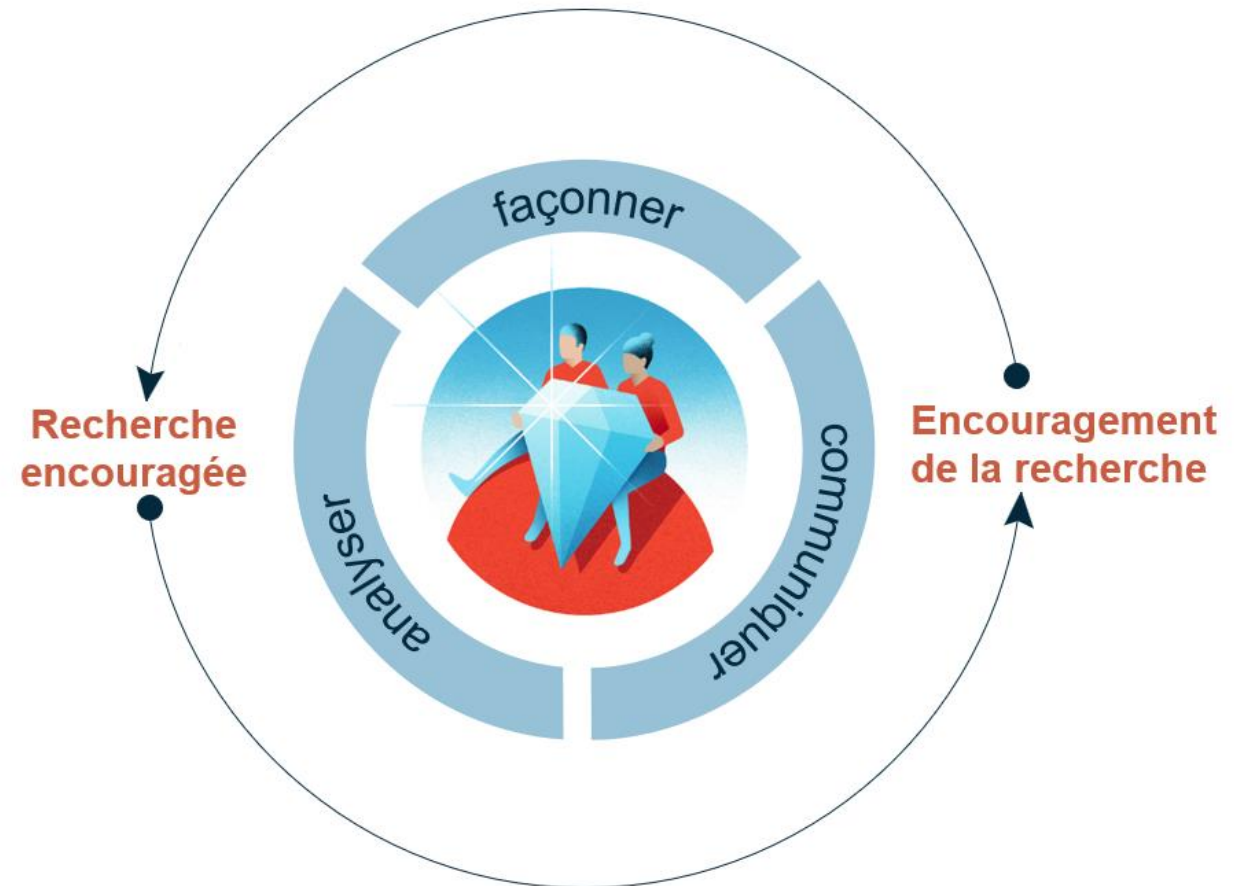 façonner
Recherche
encouragée
Encouragement
de la recherche
analyser
communiquer